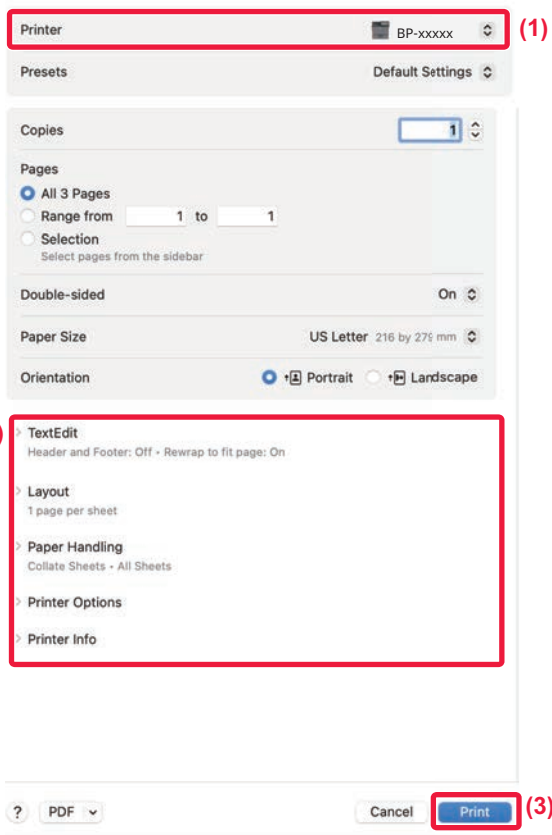 Printer BP-xxxxx (1)
Presets Default Settings
Copies 1
Pages
All 3 Pages
Range from 1 to 1
Selection
Select pages from the sidebar
Double-sided On
Paper Size US Letter 216 by 279 mm
Orientation Portrait Landscape
)
TextEdit
Header and Footer: Off • Rewrap to fit page: On
Layout
1 page per sheet
Paper Handling
Collate Sheets • All Sheets
Printer Options
Printer Info
? PDF Cancel Print (3)